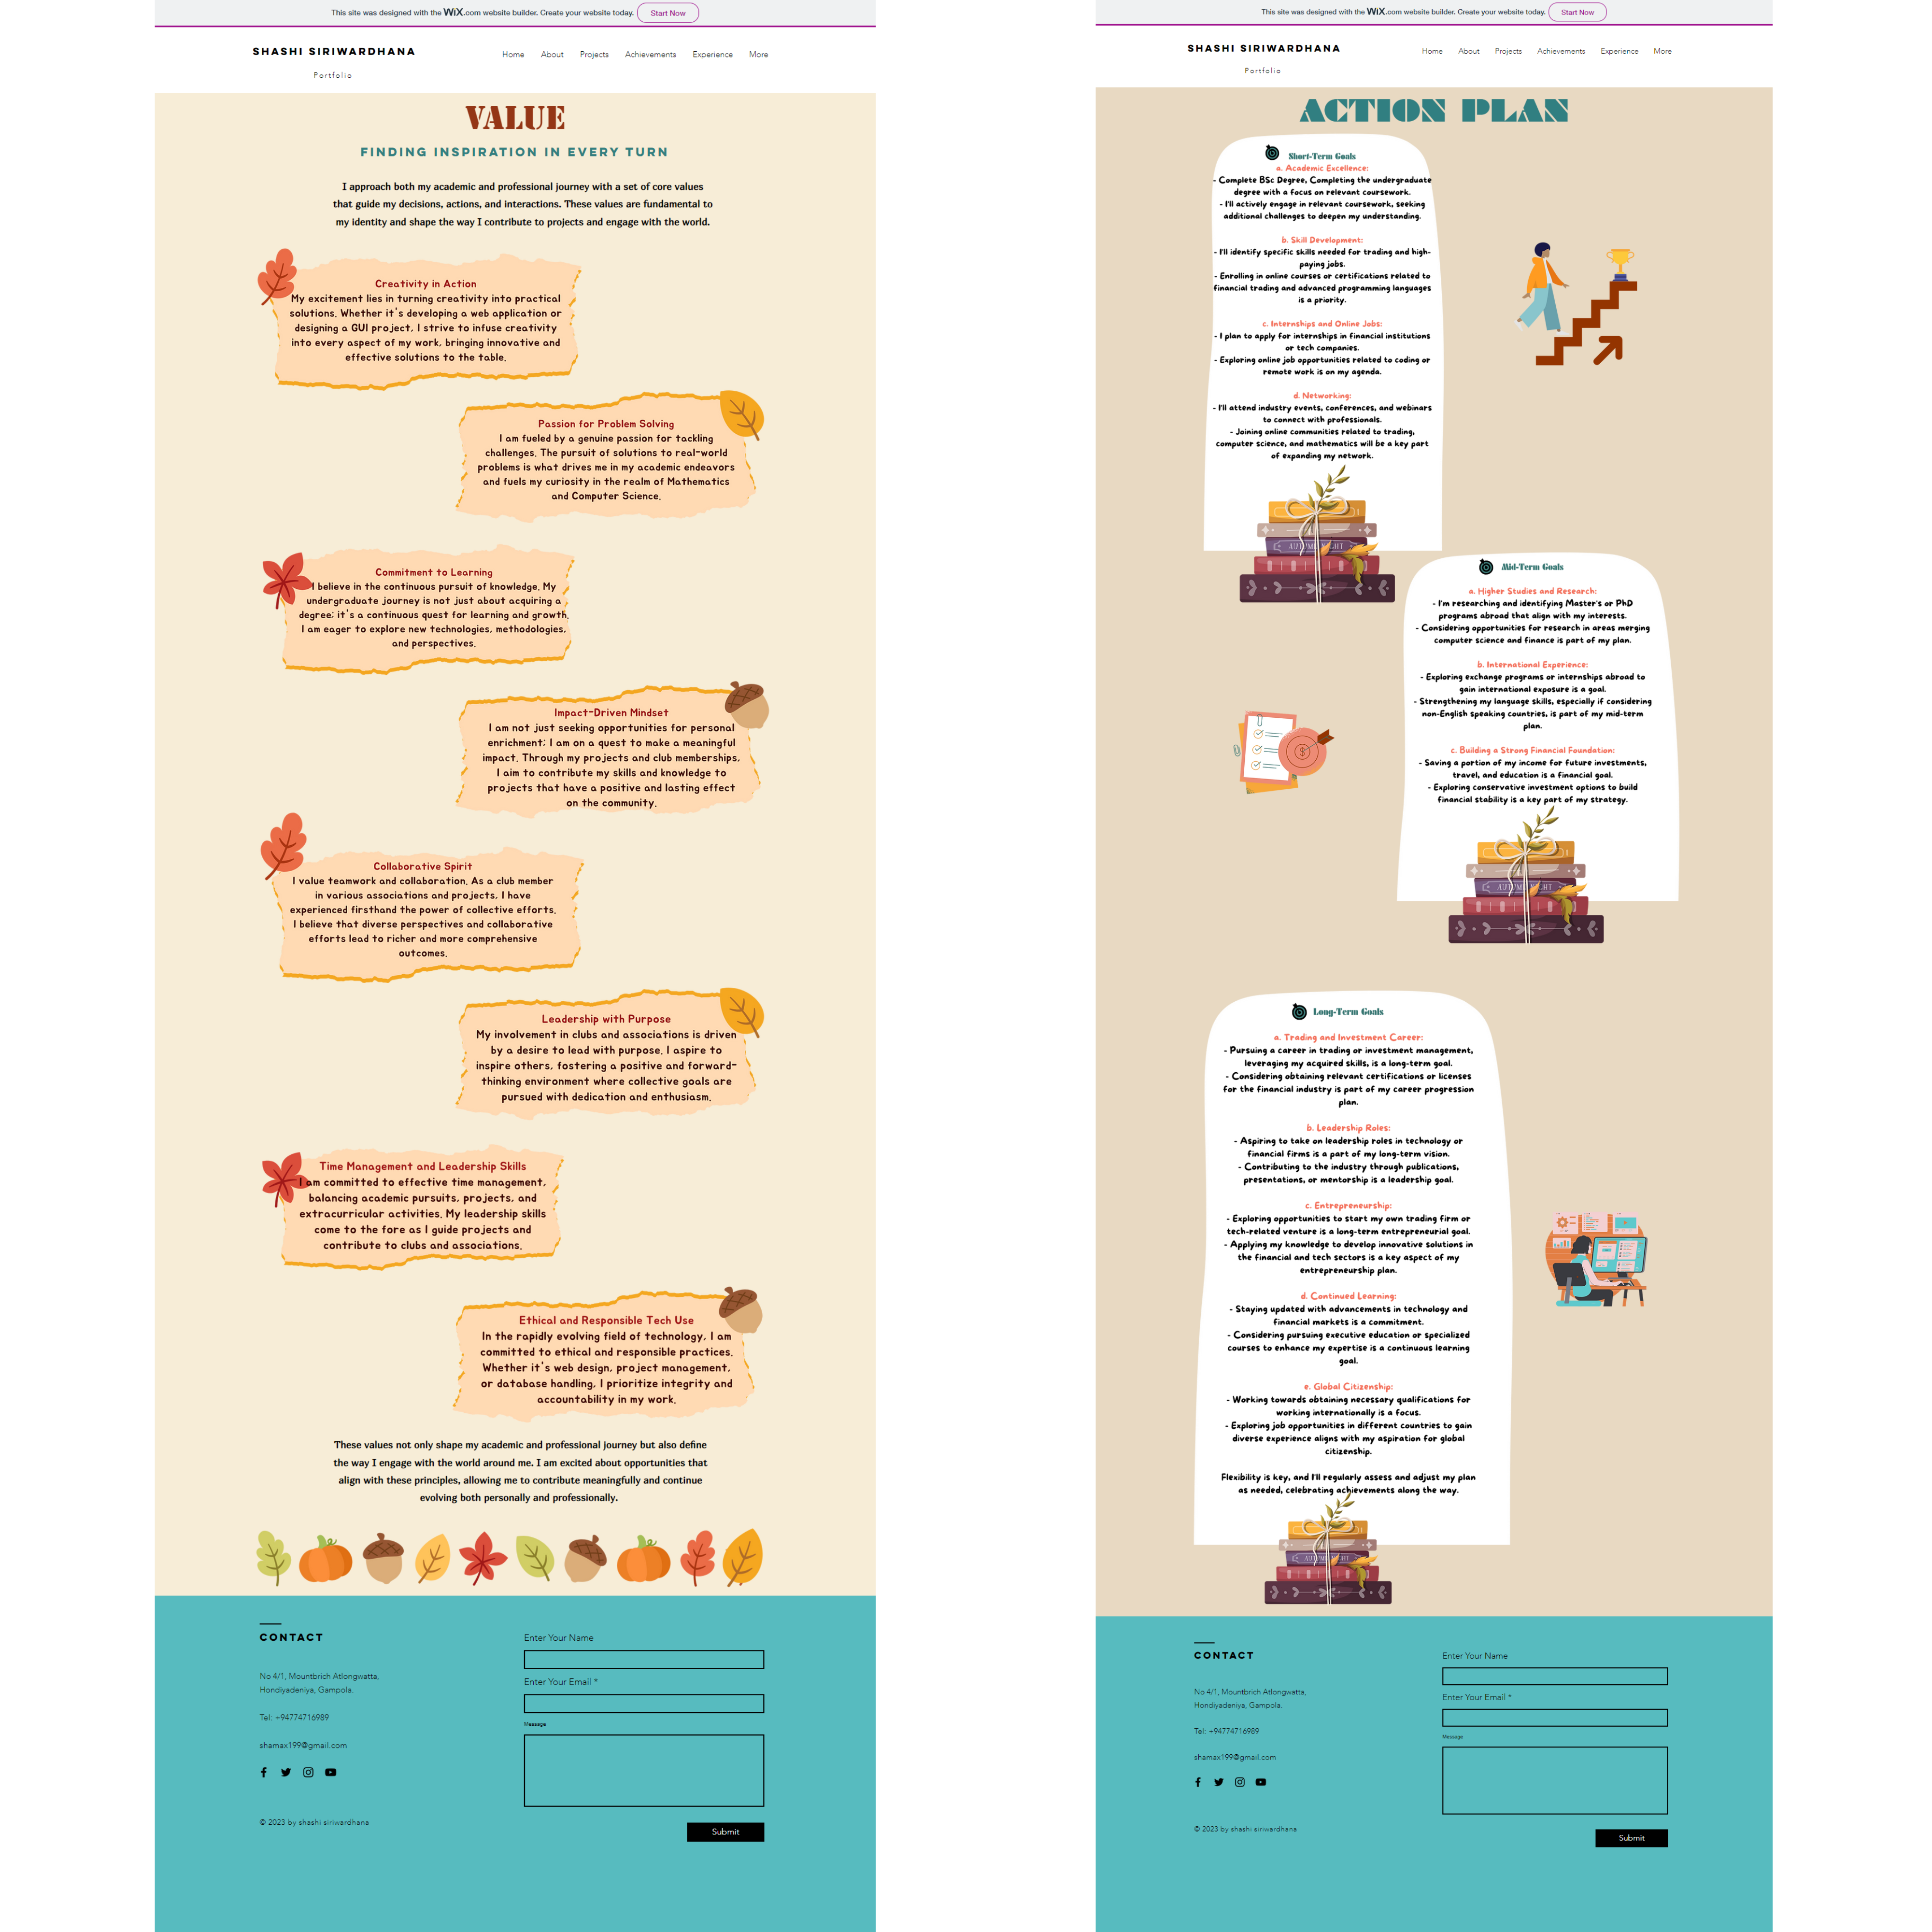 This site was designed with the WiX.com website builder. Create your website today. Start Now
SHASHI SIRIWARDHANA
Portfolio
Home About Projects Achievements Experience More
VALUE
FINDING INSPIRATION IN EVERY TURN
I approach both my academic and professional journey with a set of core values
that guide my decisions, actions, and interactions. These values are fundamental to
my identity and shape the way I contribute to projects and engage with the world.
Creativity in Action
My excitement lies in turning creativity into practical
solutions. Whether it's developing a web application or
designing a GUI project, I strive to infuse creativity
into every aspect of my work, bringing innovative and
effective solutions to the table.
Passion for Problem Solving
I am fueled by a genuine passion for tackling
challenges. The pursuit of solutions to real-world
problems is what drives me in my academic endeavors
and fuels my curiosity in the realm of Mathematics
and Computer Science.
Commitment to Learning
I believe in the continuous pursuit of knowledge. My
undergraduate journey is not just about acquiring a
degree; it's a continuous quest for learning and growth.
I am eager to explore new technologies, methodologies,
and perspectives.
Impact-Driven Mindset
I am not just seeking opportunities for personal
enrichment; I am on a quest to make a meaningful
impact. Through my projects and club memberships,
I aim to contribute my skills and knowledge to
projects that have a positive and lasting effect
on the community.
Collaborative Spirit
I value teamwork and collaboration. As a club member
in various associations and projects, I have
experienced firsthand the power of collective efforts.
I believe that diverse perspectives and collaborative
efforts lead to richer and more comprehensive
outcomes.
Leadership with Purpose
My involvement in clubs and associations is driven
by a desire to lead with purpose. I aspire to
inspire others, fostering a positive and forward-
thinking environment where collective goals are
pursued with dedication and enthusiasm.
Time Management and Leadership Skills
I am committed to effective time management,
balancing academic pursuits, projects, and
extracurricular activities. My leadership skills
come to the fore as I guide projects and
contribute to clubs and associations.
Ethical and Responsible Tech Use
In the rapidly evolving field of technology, I am
committed to ethical and responsible practices.
Whether it's web design, project management,
or database handling, I prioritize integrity and
accountability in my work.
These values not only shape my academic and professional journey but also define
the way I engage with the world around me. I am excited about opportunities that
align with these principles, allowing me to contribute meaningfully and continue
evolving both personally and professionally.
CONTACT
No 4/1, Mountbrich Atlongwatta,
Hondiyadeniya, Gampola.
Tel: +94774716989
shamax199@gmail.com
© 2023 by shashi siriwardhana
Enter Your Name
Enter Your Email *
Message
Submit
This site was designed with the WiX.com website builder. Create your website today. Start Now
SHASHI SIRIWARDHANA
Portfolio
Home About Projects Achievements Experience More
ACTION PLAN
Short-Term Goals
a. Academic Excellence:
- Complete BSc Degree, Completing the undergraduate
degree with a focus on relevant coursework.
- I'll actively engage in relevant coursework, seeking
additional challenges to deepen my understanding.
b. Skill Development:
- I'll identify specific skills needed for trading and high-
paying jobs.
- Enrolling in online courses or certifications related to
financial trading and advanced programming languages
is a priority.
c. Internships and Online Jobs:
- I plan to apply for internships in financial institutions
or tech companies.
- Exploring online job opportunities related to coding or
remote work is on my agenda.
d. Networking:
- I'll attend industry events, conferences, and webinars
to connect with professionals.
- Joining online communities related to trading,
computer science, and mathematics will be a key part
of expanding my network.
Mid-Term Goals
a. Higher Studies and Research:
- I'm researching and identifying Master's or PhD
programs abroad that align with my interests.
- Considering opportunities for research in areas merging
computer science and finance is part of my plan.
b. International Experience:
- Exploring exchange programs or internships abroad to
gain international exposure is a goal.
- Strengthening my language skills, especially if considering
non-English speaking countries, is part of my mid-term
plan.
c. Building a Strong Financial Foundation:
- Saving a portion of my income for future investments,
travel, and education is a financial goal.
- Exploring conservative investment options to build
financial stability is a key part of my strategy.
Long-Term Goals
a. Trading and Investment Career:
- Pursuing a career in trading or investment management,
leveraging my acquired skills, is a long-term goal.
- Considering obtaining relevant certifications or licenses
for the financial industry is part of my career progression
plan.
b. Leadership Roles:
- Aspiring to take on leadership roles in technology or
financial firms is a part of my long-term vision.
- Contributing to the industry through publications,
presentations, or mentorship is a leadership goal.
c. Entrepreneurship:
- Exploring opportunities to start my own trading firm or
tech-related venture is a long-term entrepreneurial goal.
- Applying my knowledge to develop innovative solutions in
the financial and tech sectors is a key aspect of my
entrepreneurship plan.
d. Continued Learning:
- Staying updated with advancements in technology and
financial markets is a commitment.
- Considering pursuing executive education or specialized
courses to enhance my expertise is a continuous learning
goal.
e. Global Citizenship:
- Working towards obtaining necessary qualifications for
working internationally is a focus.
- Exploring job opportunities in different countries to gain
diverse experience aligns with my aspiration for global
citizenship.
Flexibility is key, and I'll regularly assess and adjust my plan
as needed, celebrating achievements along the way.
CONTACT
No 4/1, Mountbrich Atlongwatta,
Hondiyadeniya, Gampola.
Tel: +94774716989
shamax199@gmail.com
© 2023 by shashi siriwardhana
Enter Your Name
Enter Your Email *
Message
Submit